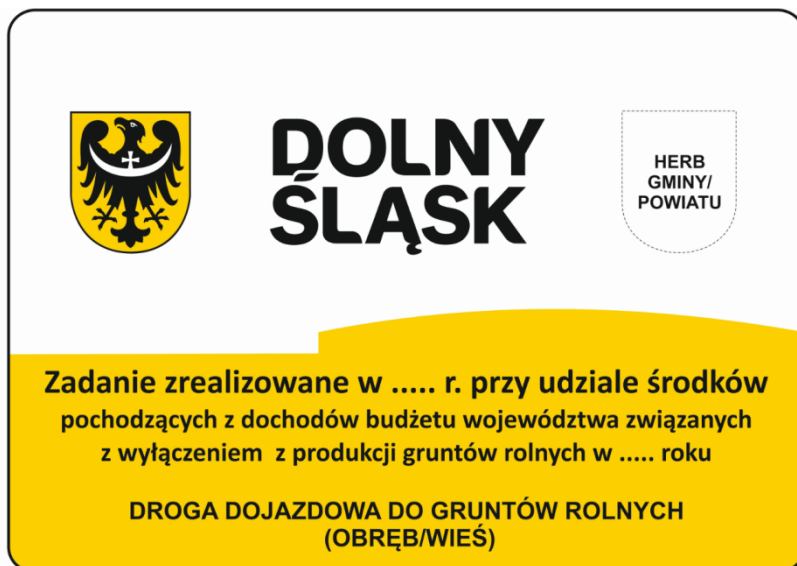 DOLNY
ŚLĄSK
HERB
GMINY/
POWIATU
Zadanie zrealizowane w ..... r. przy udziale środków
pochodzących z dochodów budżetu województwa związanych
z wyłączeniem z produkcji gruntów rolnych w ..... roku
DROGA DOJAZDOWA DO GRUNTÓW ROLNYCH
(OBRĘB/WIEŚ)